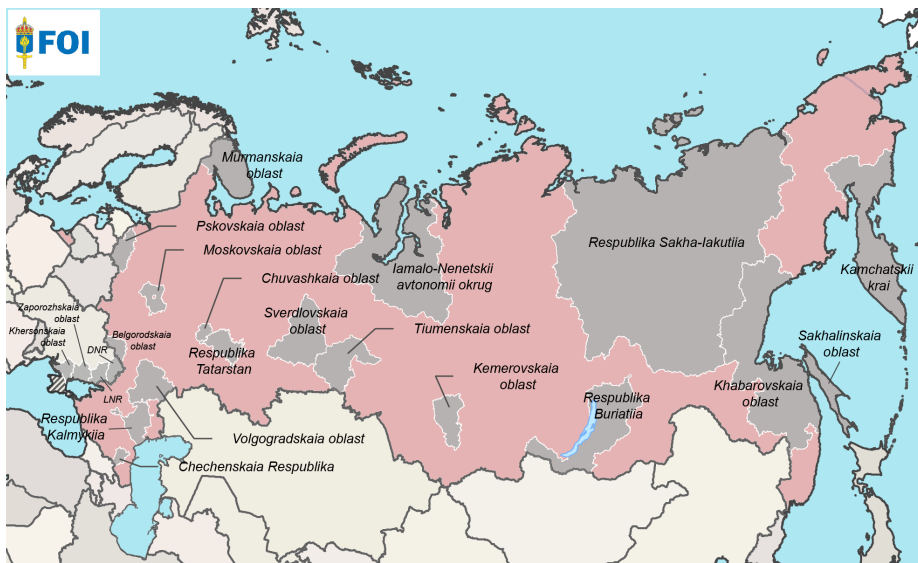 FOI
Murmanskaia
oblast
Pskovskaia oblast
Moskovskaia oblast
Chuvashkaia oblast
Iamalo-Nenetskii
avtonomii okrug
Respublika Sakha-Iakutiia
Kamchatskii
krai
Zaporozhskaia
oblast
Khersonskaia
oblast
DNR
LNR
Belgorodskaia
oblast
Sverdlovskaia
oblast
Respublika
Tatarstan
Tiumenskaia oblast
Kemerovskaia
oblast
Sakhalinskaia
oblast
Khabarovskaia
oblast
Respublika
Buriatiia
Respublika
Kalmykiia
Volgogradskaia oblast
Chechenskaia Respublika